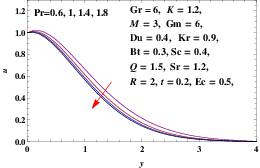 Pr=0.6, 1, 1.4, 1.8
Gr = 6, K = 1.2,
M = 3, Gm = 6,
Du = 0.4, Kr = 0.9,
Bt = 0.3, Sc = 0.4,
Q = 1.5, Sr = 1.2,
R = 2, t = 0.2, Ec = 0.5,
1.2
1.0
0.8
0.6
0.4
0.2
0.0
u
0 1 2 3 4
y